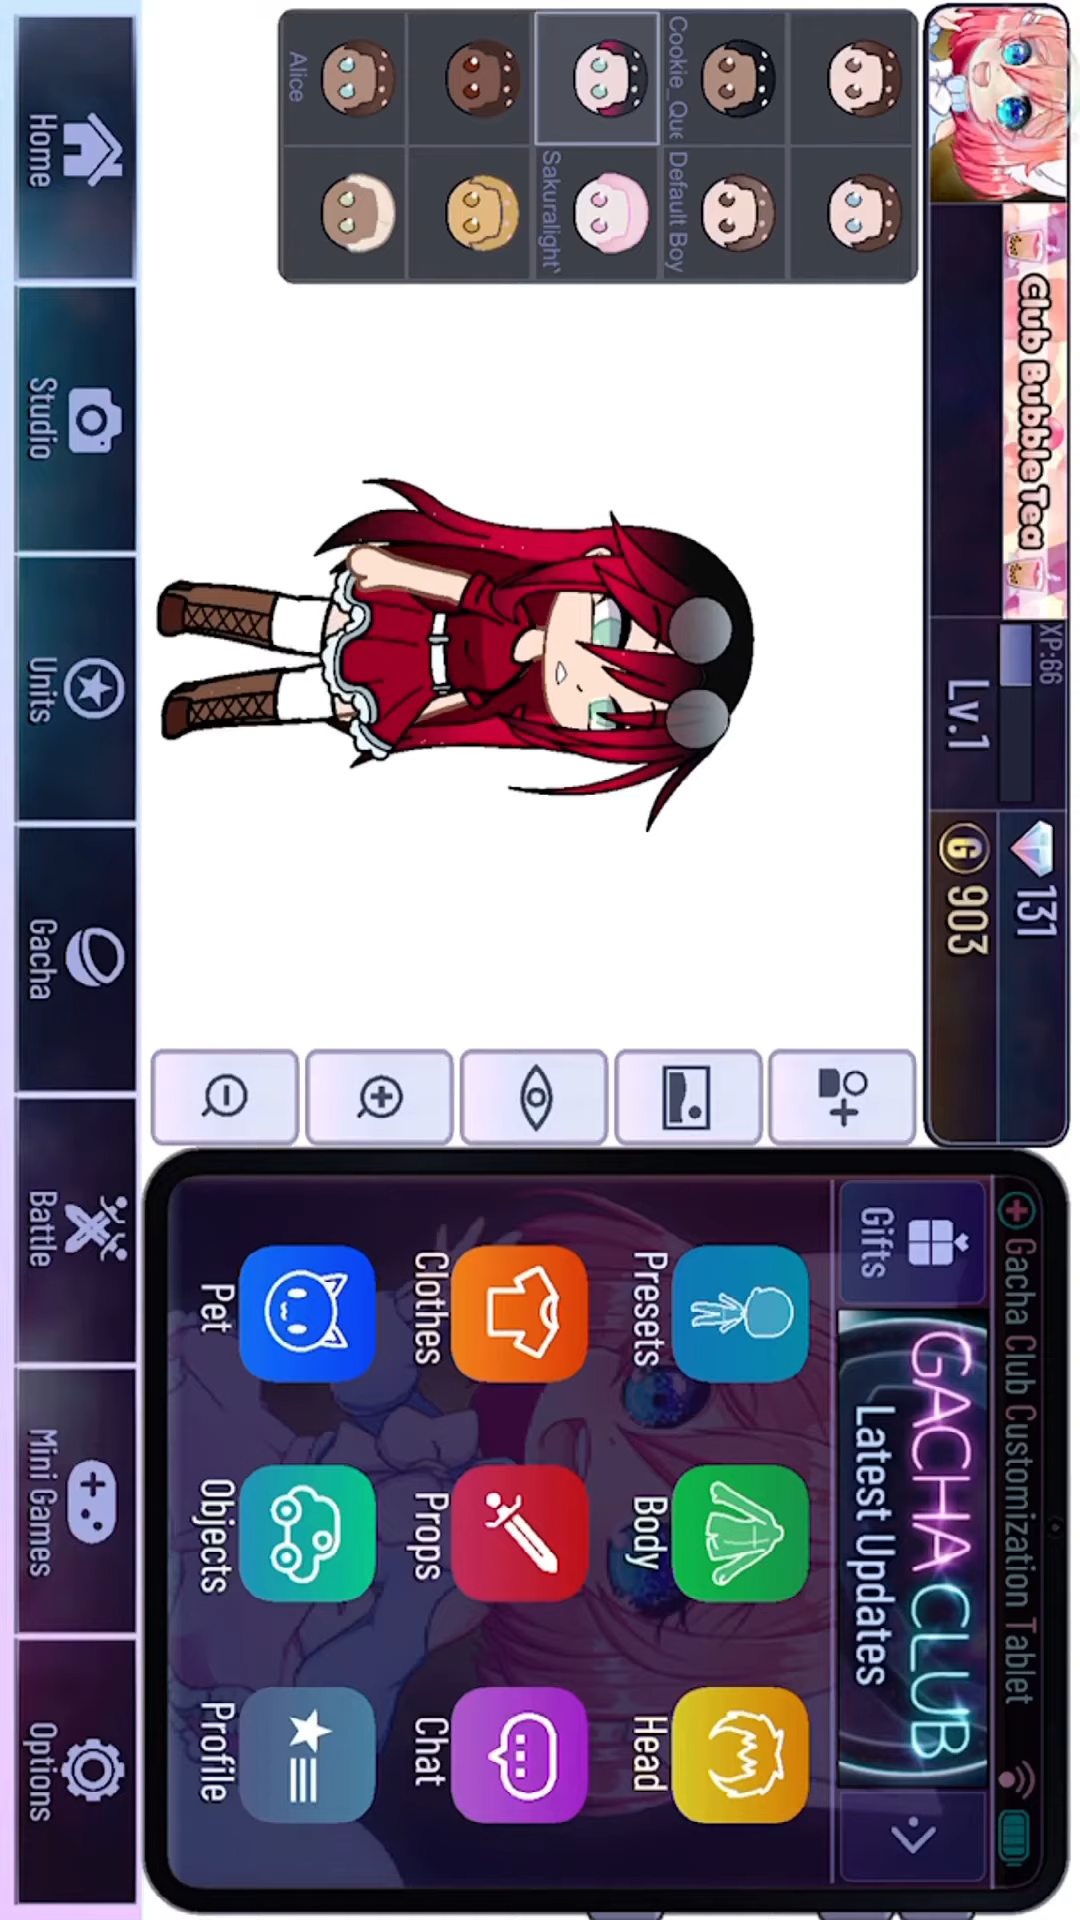 Club Bubble Tea
XP:66
Lv.1
131
G 903
Cookie_Que
Default Boy
Sakuralight
Alice
Gacha Club Customization Tablet
Gifts
GACHA CLUB
Latest Updates
Presets
Body
Head
Clothes
Props
Chat
Pet
Objects
Profile
Home
Studio
Units
Gacha
Battle
Mini Games
Options